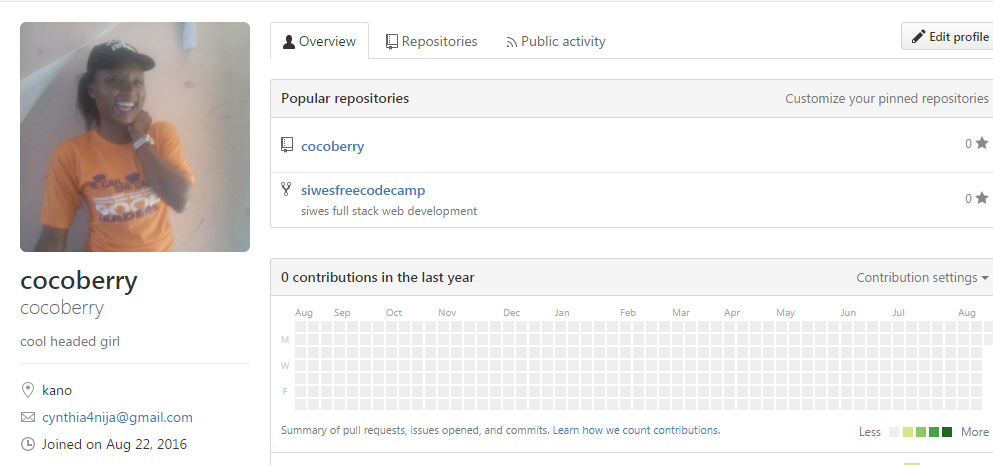 Overview
Repositories
Public activity
Edit profile
Popular repositories
Customize your pinned repositories
cocoberry
0
siwesfreecodecamp
siwes full stack web development
0
cocoberry
cocoberry
cool headed girl
kano
cynthia4nija@gmail.com
Joined on Aug 22, 2016
0 contributions in the last year
Contribution settings
Aug Sep Oct Nov Dec Jan Feb Mar Apr May Jun Jul Aug
M
W
F
Summary of pull requests, issues opened, and commits. Learn how we count contributions.
Less More